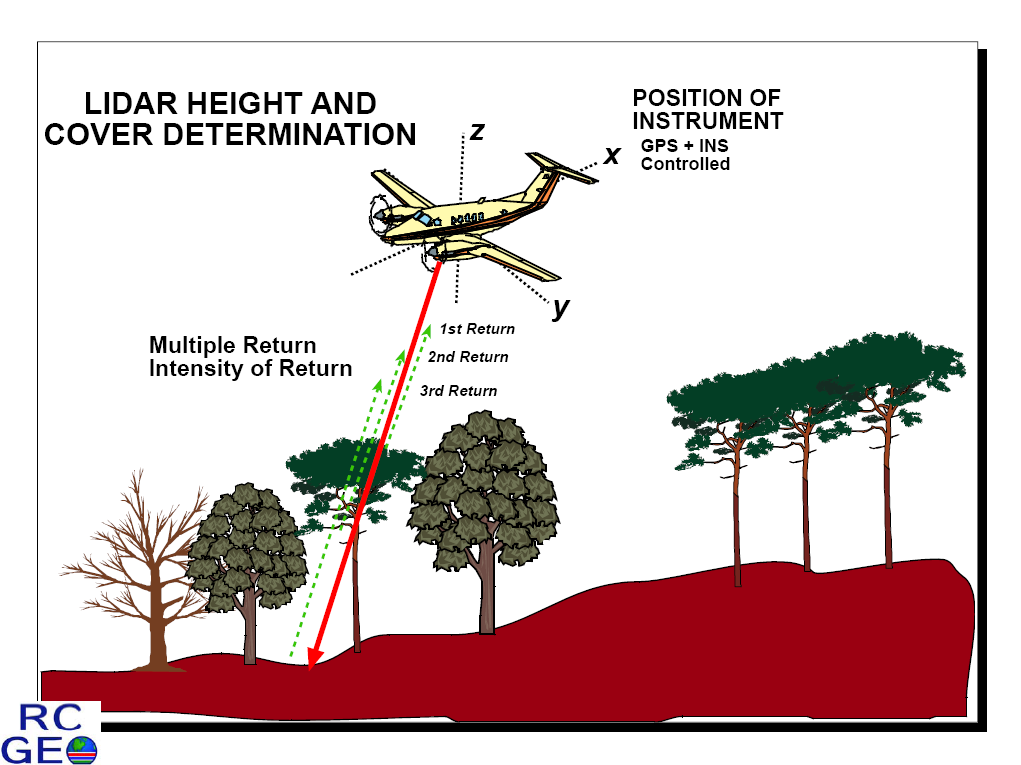 LIDAR HEIGHT AND
COVER DETERMINATION
POSITION OF
INSTRUMENT
GPS + INS
Controlled
z
x
y
1st Return
2nd Return
3rd Return
Multiple Return
Intensity of Return
RC
GEO